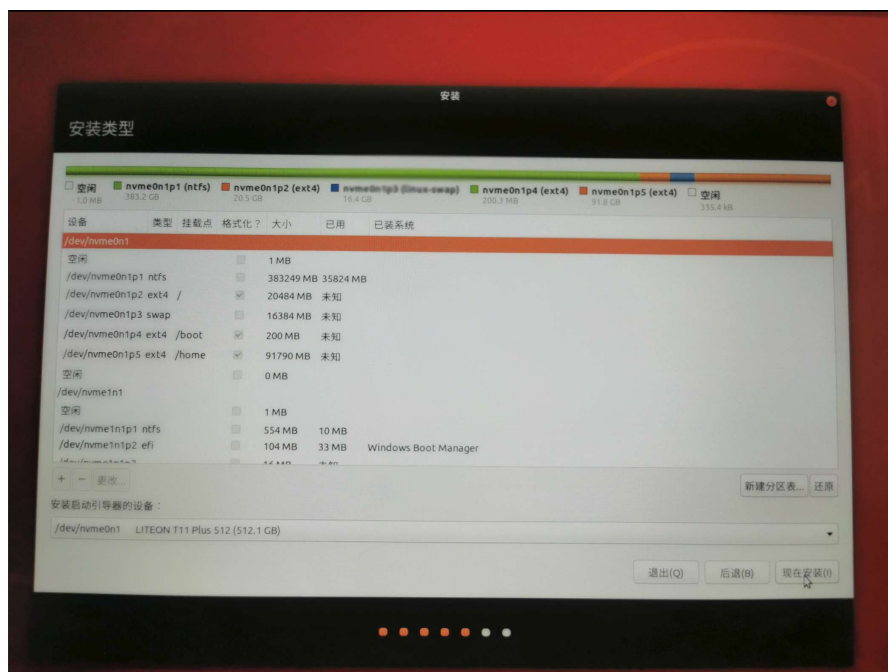 安装
安装类型
空闲 nvme0n1p1 (ntfs) nvme0n1p2 (ext4) nvme0n1p3 (linux-swap) nvme0n1p4 (ext4) nvme0n1p5 (ext4) 空闲
1.0 MB 383.2 GB 20.5 GB 16.4 GB 200.3 MB 91.8 GB 335.4 kB
设备 类型 挂载点 格式化？ 大小 已用 已装系统
/dev/nvme0n1
空闲 1 MB
/dev/nvme0n1p1 ntfs 383249 MB 35824 MB
/dev/nvme0n1p2 ext4 / 20484 MB 未知
/dev/nvme0n1p3 swap 16384 MB 未知
/dev/nvme0n1p4 ext4 /boot 200 MB 未知
/dev/nvme0n1p5 ext4 /home 91790 MB 未知
空闲 0 MB
/dev/nvme1n1
空闲 1 MB
/dev/nvme1n1p1 ntfs 554 MB 10 MB
/dev/nvme1n1p2 efi 104 MB 33 MB Windows Boot Manager
+ - 更改...
新建分区表... 还原
安装启动引导器的设备：
/dev/nvme0n1 LITEON T11 Plus 512 (512.1 GB)
退出(Q) 后退(B) 现在安装(I)